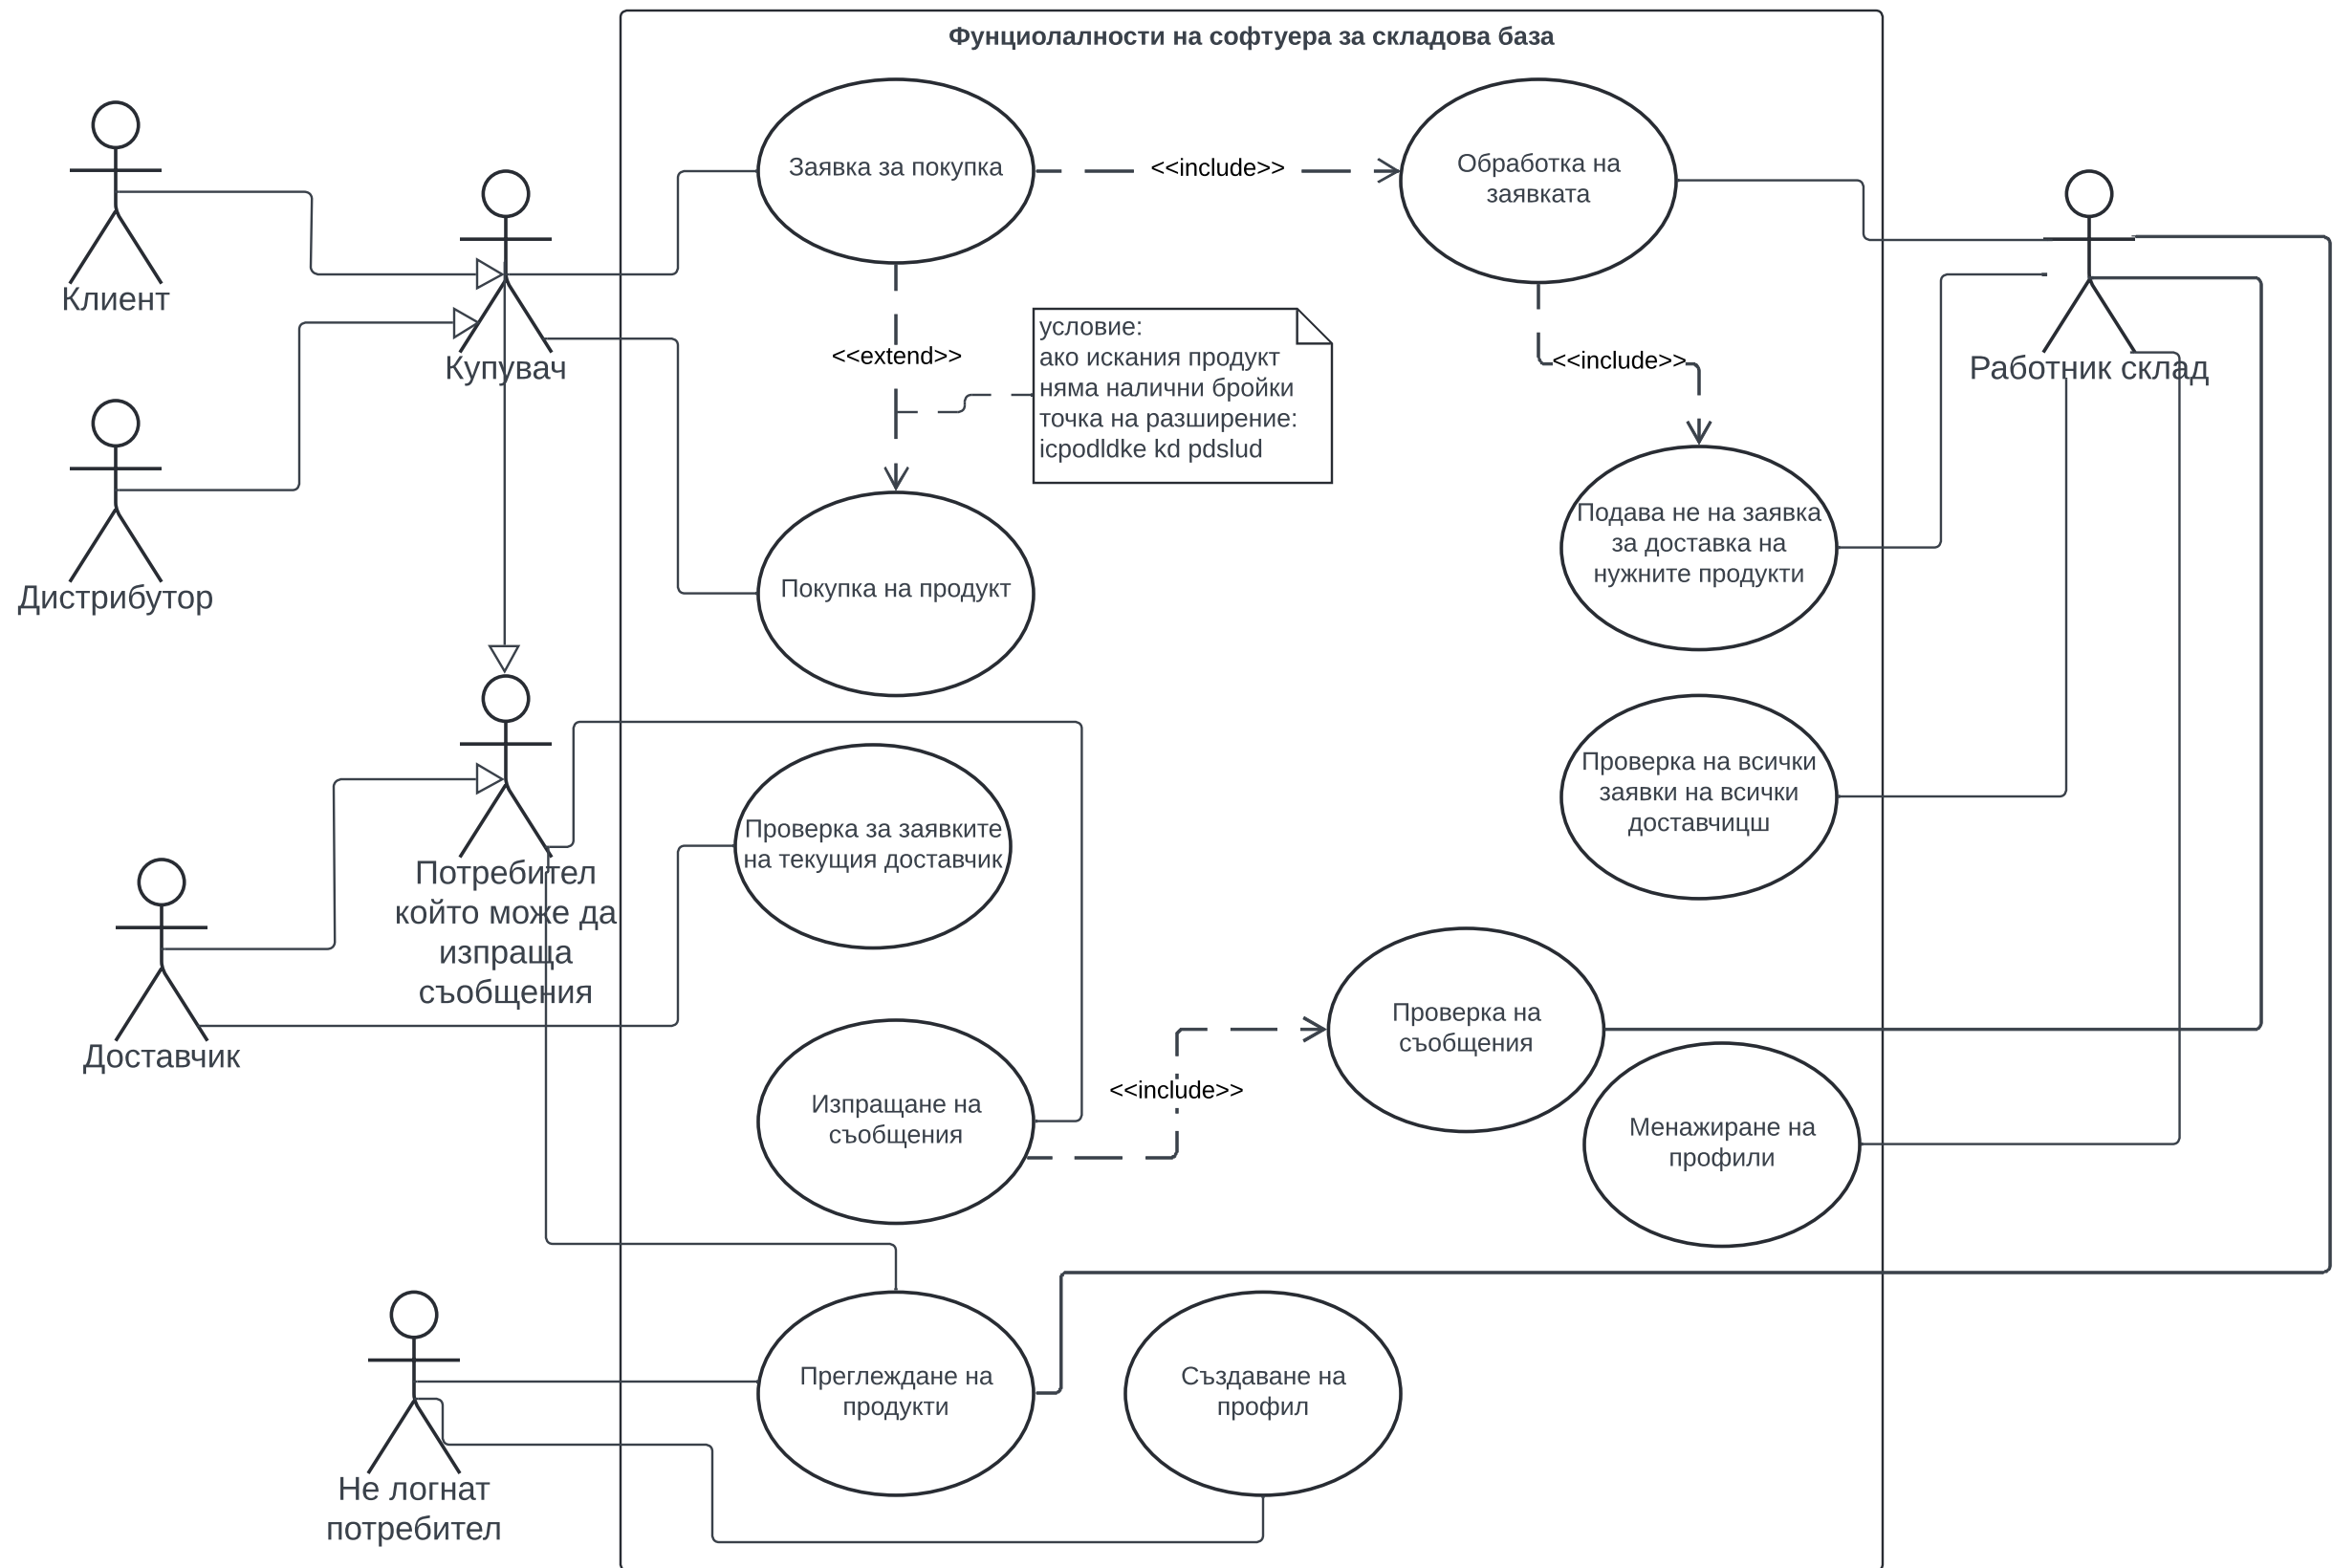 Фунциолалности на софтуера за складова база
Клиент
Купувач
Дистрибутор
Заявка за покупка
<<include>>
Обработка на
заявката
Работник склад
<<extend>>
условие:
ако искания продукт
няма налични бройки
точка на разширение:
icpodldke kd pdslud
<<include>>
Покупка на продукт
Подава не на заявка
за доставка на
нужните продукти
Проверка на всички
заявки на всички
доставчицш
Проверка за заявките
на текущия доставчик
Потребител
който може да
изпраща
съобщения
Доставчик
Изпращане на
съобщения
<<include>>
Проверка на
съобщения
Менажиране на
профили
Преглеждане на
продукти
Създаване на
профил
Не логнат
потребител